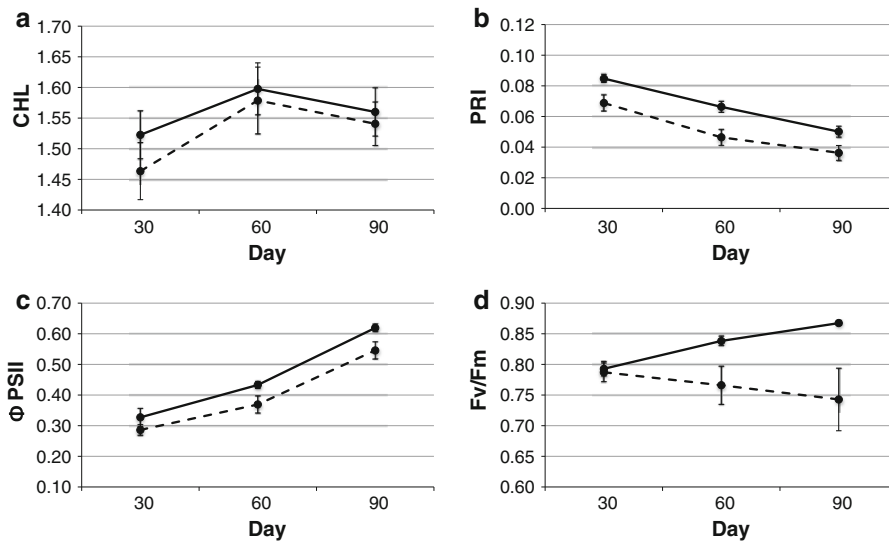 a
CHL
1.70
1.65
1.60
1.55
1.50
1.45
1.40
30 60 90
Day
b
PRI
0.12
0.10
0.08
0.06
0.04
0.02
0.00
30 60 90
Day
c
Φ PSII
0.70
0.60
0.50
0.40
0.30
0.20
0.10
30 60 90
Day
d
Fv/Fm
0.90
0.85
0.80
0.75
0.70
0.65
0.60
30 60 90
Day